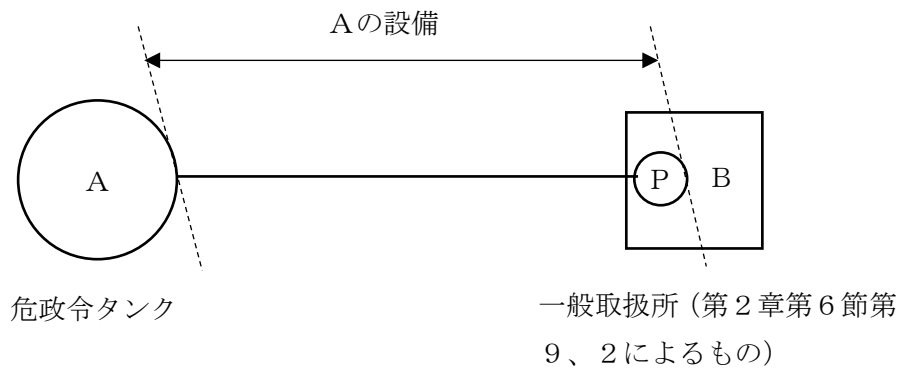 Aの設備
A
P
B
危政令タンク
一般取扱所（第２章第６節第
９、２によるもの）